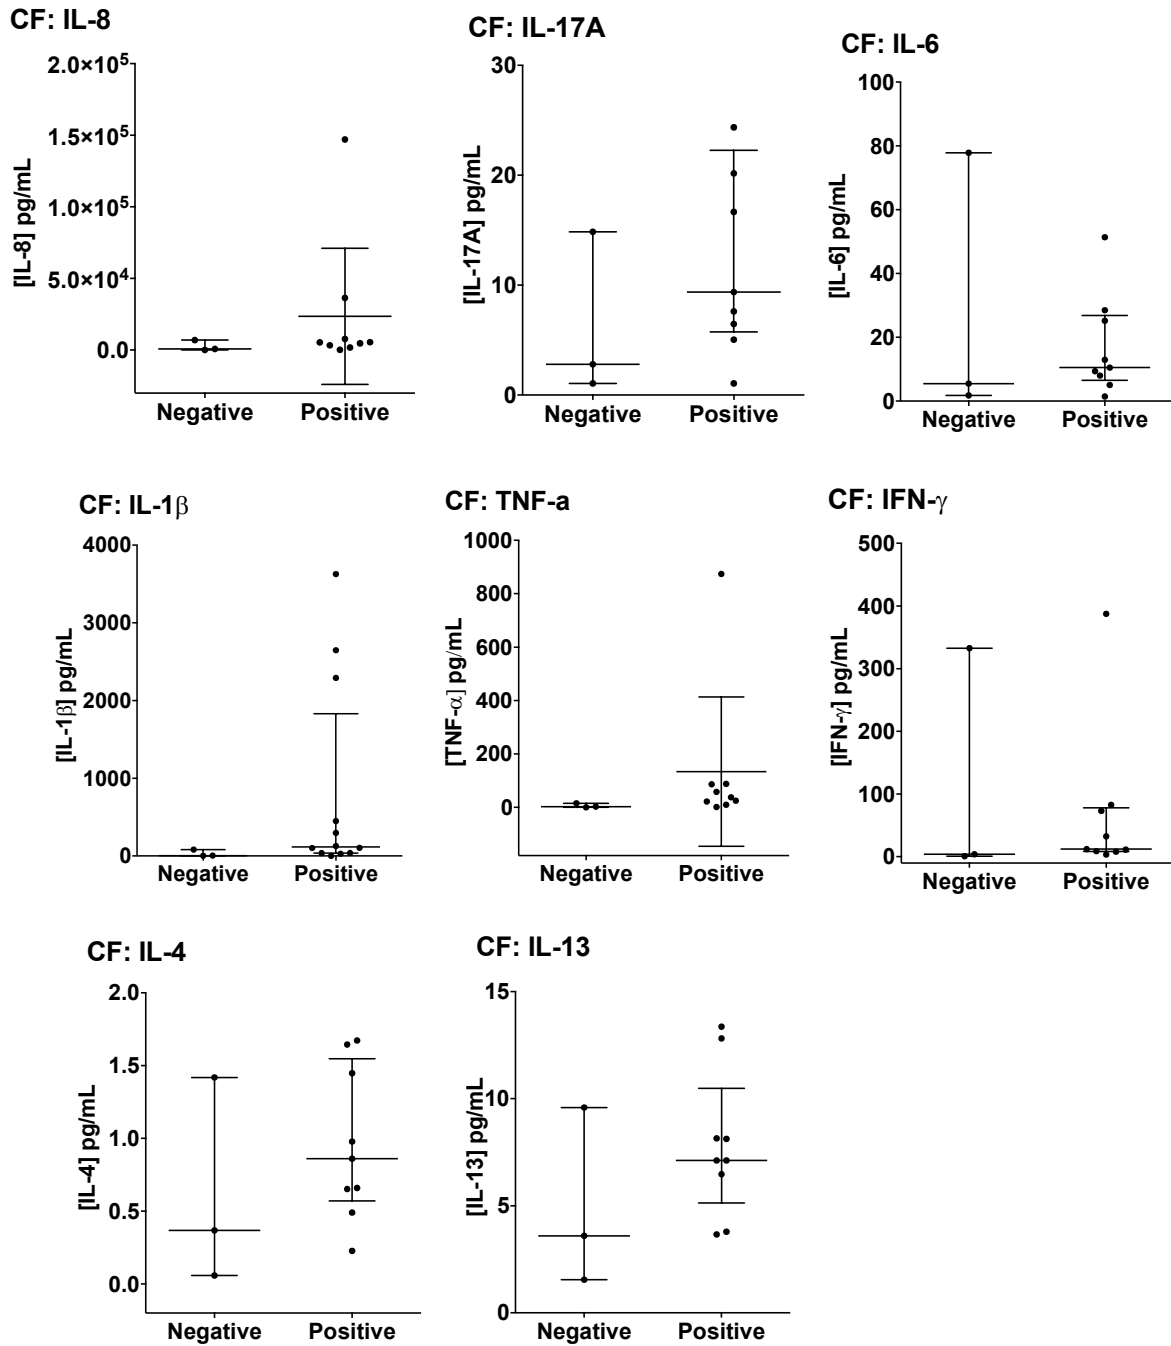 CF: IL-8
[IL-8] pg/mL
2.0×10⁵
1.5×10⁵
1.0×10⁵
5.0×10⁴
0.0
Negative Positive
CF: IL-17A
[IL-17A] pg/mL
30
20
10
0
Negative Positive
CF: IL-6
[IL-6] pg/mL
100
80
60
40
20
0
Negative Positive
CF: IL-1β
[IL-1β] pg/mL
4000
3000
2000
1000
0
Negative Positive
CF: TNF-a
[TNF-α] pg/mL
1000
800
600
400
200
0
Negative Positive
CF: IFN-γ
[IFN-γ] pg/mL
500
400
300
200
100
0
Negative Positive
CF: IL-4
[IL-4] pg/mL
2.0
1.5
1.0
0.5
0.0
Negative Positive
CF: IL-13
[IL-13] pg/mL
15
10
5
0
Negative Positive